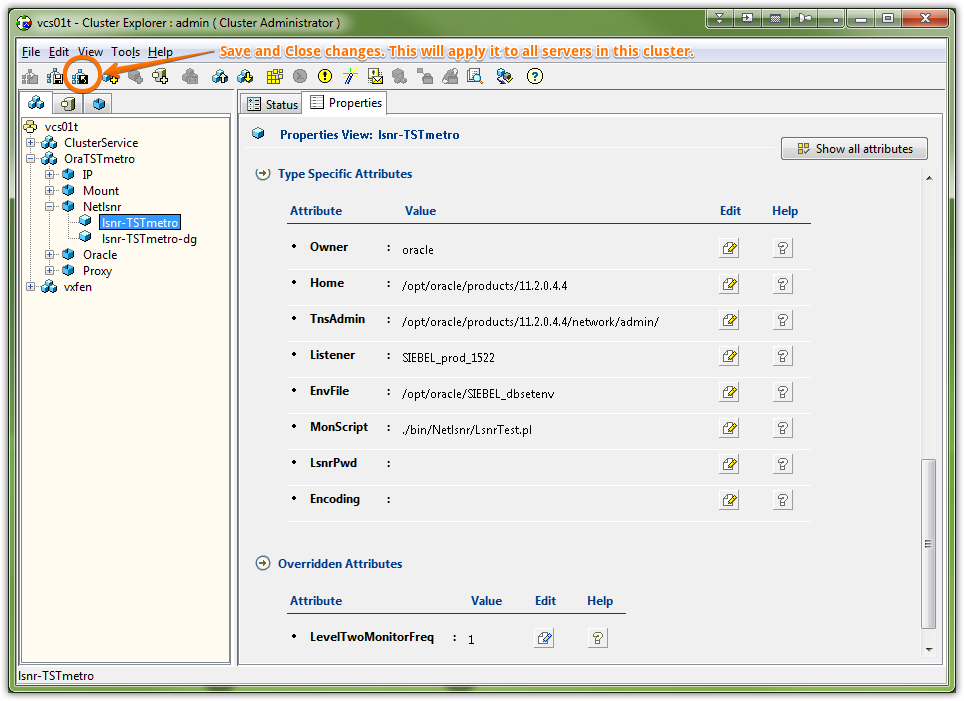 vcs01t - Cluster Explorer : admin ( Cluster Administrator )
File Edit View Tools Help
Save and Close changes. This will apply it to all servers in this cluster.
Status Properties
vcs01t
ClusterService
OraTSTmetro
IP
Mount
Netlsnr
lsnr-TSTmetro
lsnr-TSTmetro-dg
Oracle
Proxy
vxfen
Properties View: lsnr-TSTmetro
Show all attributes
Type Specific Attributes
Attribute Value Edit Help
• Owner : oracle
• Home : /opt/oracle/products/11.2.0.4.4
• TnsAdmin : /opt/oracle/products/11.2.0.4.4/network/admin/
• Listener : SIEBEL_prod_1522
• EnvFile : /opt/oracle/SIEBEL_dbsetenv
• MonScript : ./bin/Netlsnr/LsnrTest.pl
• LsnrPwd :
• Encoding :
Overridden Attributes
Attribute Value Edit Help
• LevelTwoMonitorFreq : 1
lsnr-TSTmetro